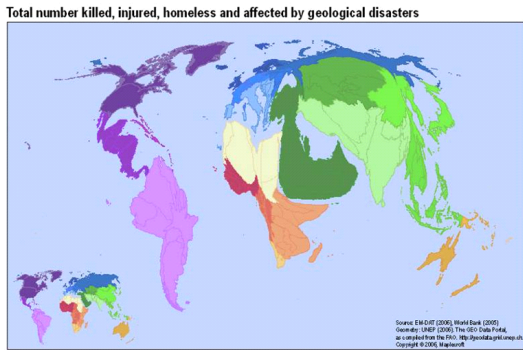 Total number killed, injured, homeless and affected by geological disasters
Source: EM-DAT (2006), World Bank (2005)
Geometry: UNEP (2006), The GEO Data Portal,
as compiled from the FAO. http://geodata.grid.unep.ch
Copyright © 2006, Maplecroft